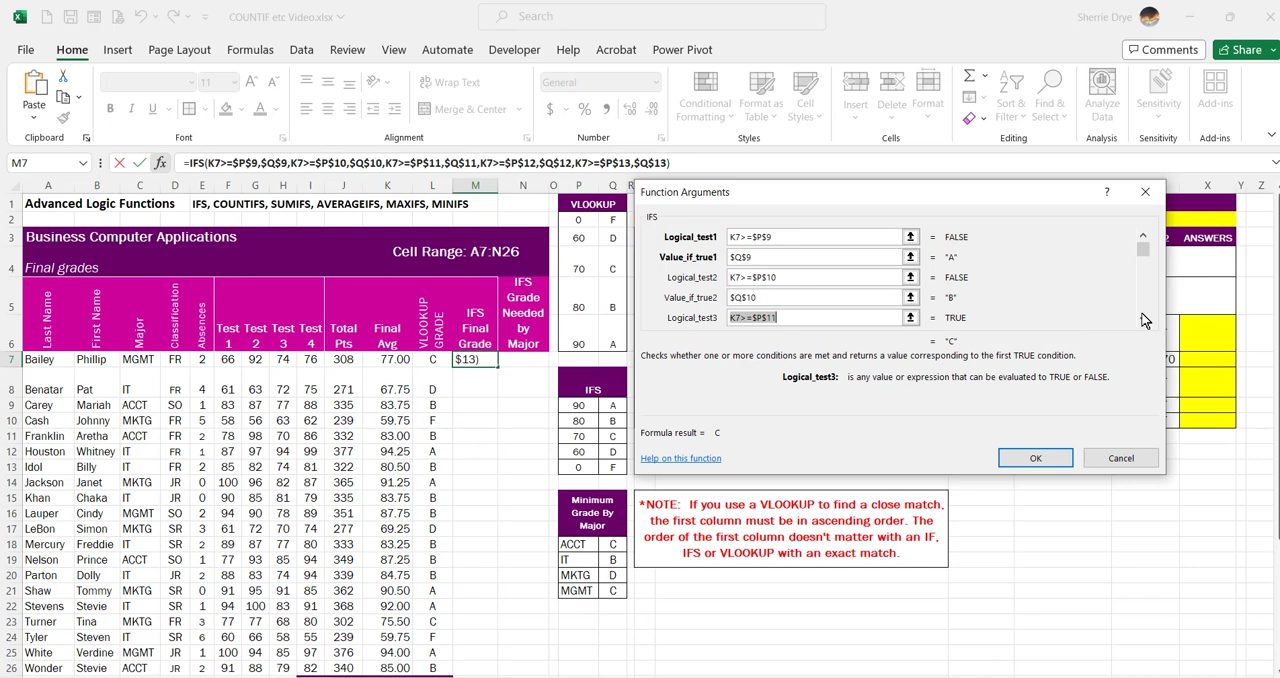 COUNTIF etc Video.xlsx
Search
Sherrie Drye
File Home Insert Page Layout Formulas Data Review View Automate Developer Help Acrobat Power Pivot
Comments Share
Paste
11
B I U
A A
Wrap Text
Merge & Center
General
$ % 9
Conditional Formatting
Format as Table
Cell Styles
Insert Delete Format
Sort & Filter
Find & Select
Analyze Data
Sensitivity
Add-ins
Clipboard Font Alignment Number Styles Cells Editing Analysis Sensitivity Add-ins
M7 fx =IFS(K7>=$P$9,$Q$9,K7>=$P$10,$Q$10,K7>=$P$11,$Q$11,K7>=$P$12,$Q$12,K7>=$P$13,$Q$13)
A B C D E F G H I J K L M N O P Q R X Y Z
1 Advanced Logic Functions IFS, COUNTIFS, SUMIFS, AVERAGEIFS, MAXIFS, MINIFS
2
3 Business Computer Applications
Cell Range: A7:N26
4 Final grades
5
6 Last Name First Name Major Classification Absences Test 1 Test 2 Test 3 Test 4 Total Pts Final Avg VLOOKUP GRADE IFS Final Grade IFS Grade Needed by Major
7 Bailey Phillip MGMT FR 2 66 92 74 76 308 77.00 C $13)
8 Benatar Pat IT FR 4 61 63 72 75 271 67.75 D
9 Carey Mariah ACCT SO 1 83 87 77 88 335 83.75 B
10 Cash Johnny MKTG FR 5 58 56 63 62 239 59.75 F
11 Franklin Aretha ACCT FR 2 78 98 70 86 332 83.00 B
12 Houston Whitney IT FR 1 87 97 94 99 377 94.25 A
13 Idol Billy IT FR 2 85 82 74 81 322 80.50 B
14 Jackson Janet MKTG JR 0 100 96 82 87 365 91.25 A
15 Khan Chaka IT JR 0 90 85 81 79 335 83.75 B
16 Lauper Cindy MGMT SO 2 94 90 78 89 351 87.75 B
17 LeBon Simon MKTG SR 3 61 72 70 74 277 69.25 D
18 Mercury Freddie IT SR 2 89 87 77 80 333 83.25 B
19 Nelson Prince ACCT SO 1 77 93 85 94 349 87.25 B
20 Parton Dolly IT JR 2 88 83 74 94 339 84.75 B
21 Shaw Tommy MKTG SR 0 91 95 91 85 362 90.50 A
22 Stevens Stevie IT SR 1 94 100 83 91 368 92.00 A
23 Turner Tina MKTG FR 3 77 77 68 80 302 75.50 C
24 Tyler Steven IT SR 6 60 66 58 55 239 59.75 F
25 White Verdine MGMT JR 1 100 94 85 97 376 94.00 A
26 Wonder Stevie ACCT JR 2 91 88 79 82 340 85.00 B
VLOOKUP
0 F
60 D
70 C
80 B
90 A
IFS
90 A
80 B
70 C
60 D
0 F
Minimum
Grade By
Major
ACCT C
IT B
MKTG D
MGMT C
Function Arguments ?
IFS
Logical_test1 K7>=$P$9 = FALSE
Value_if_true1 $Q$9 = "A"
Logical_test2 K7>=$P$10 = FALSE
Value_if_true2 $Q$10 = "B"
Logical_test3 K7>=$P$11 = TRUE
= "C"
Checks whether one or more conditions are met and returns a value corresponding to the first TRUE condition.
Logical_test3: is any value or expression that can be evaluated to TRUE or FALSE.
Formula result = C
Help on this function
OK Cancel
*NOTE: If you use a VLOOKUP to find a close match,
the first column must be in ascending order. The
order of the first column doesn't matter with an IF,
IFS or VLOOKUP with an exact match.
ANSWERS